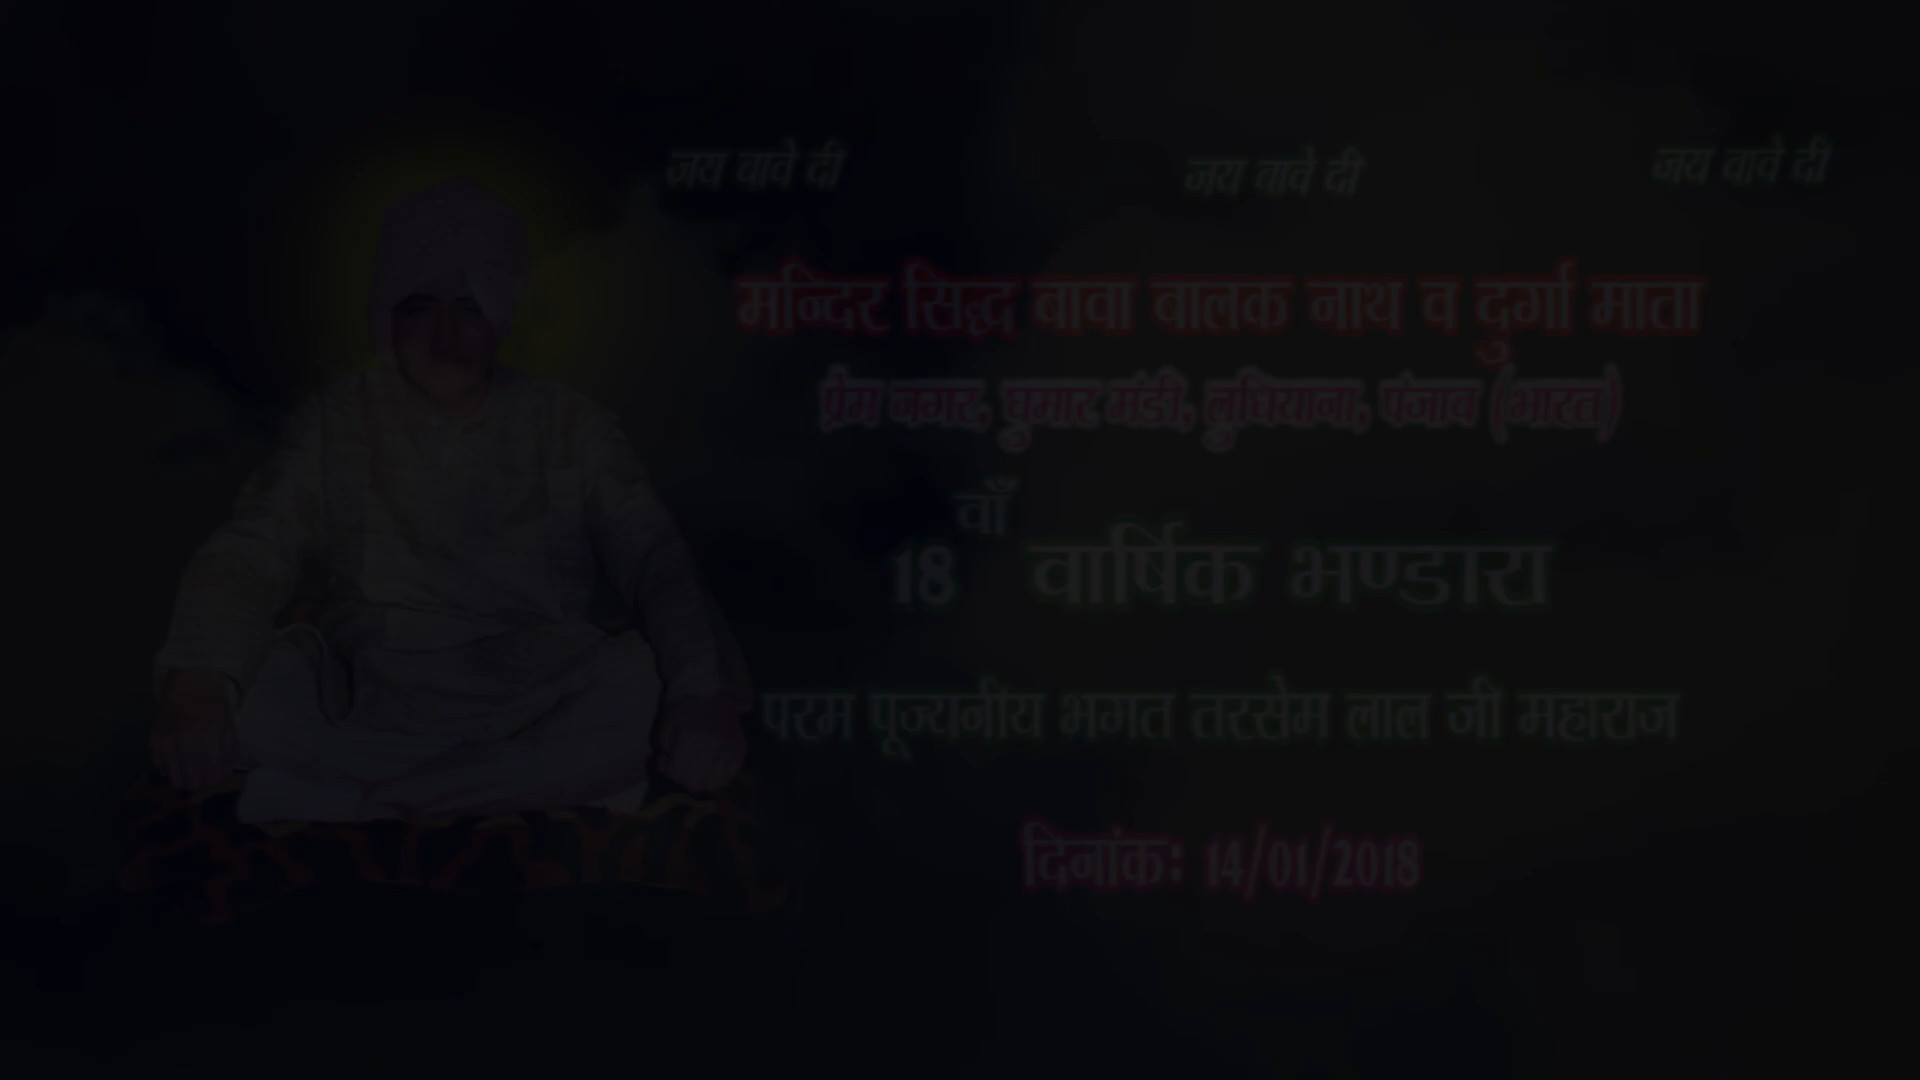 जय बाबे दी जय बाबे दी जय बाबे दी
मन्दिर सिद्ध बाबा बालक नाथ व दुर्गा माता
प्रेम नगर, घुमार मंडी, लुधियाना, पंजाब (भारत)
18 वाँ वार्षिक भण्डारा
परम पूज्यनीय भगत तरसेम लाल जी महाराज
दिनांकः 14/01/2018